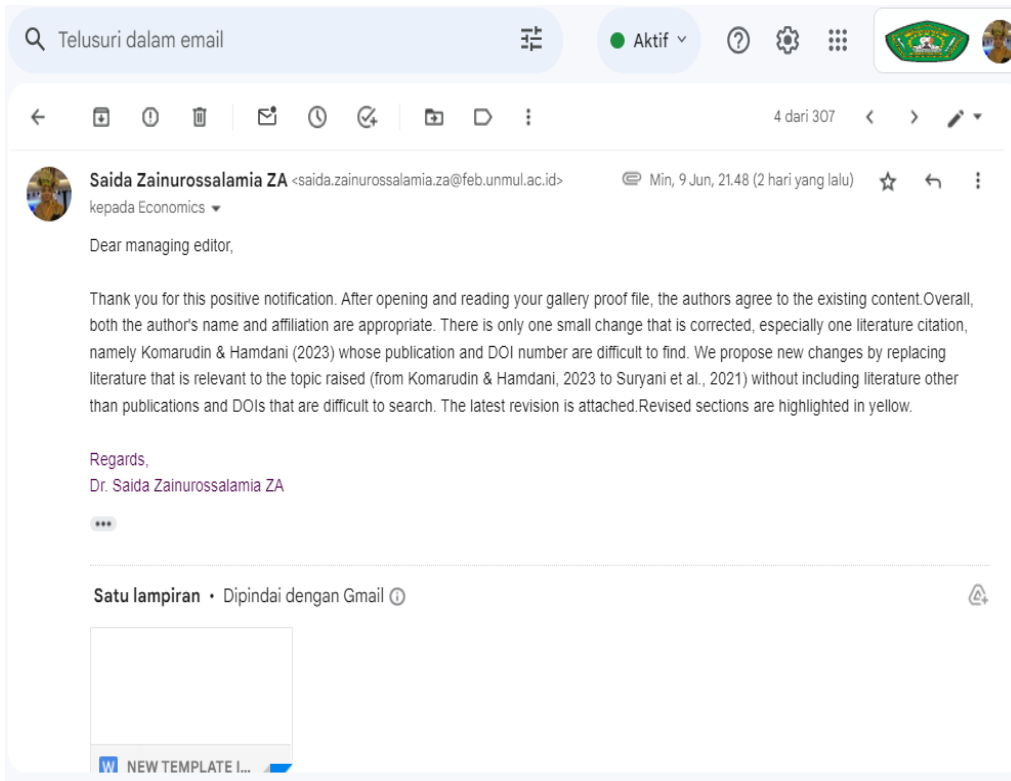 Telusuri dalam email
Aktif
4 dari 307
Saida Zainurossalamia ZA <saida.zainurossalamia.za@feb.unmul.ac.id>
Min, 9 Jun, 21.48 (2 hari yang lalu)
kepada Economics
Dear managing editor,
Thank you for this positive notification. After opening and reading your gallery proof file, the authors agree to the existing content.Overall,
both the author's name and affiliation are appropriate. There is only one small change that is corrected, especially one literature citation,
namely Komarudin & Hamdani (2023) whose publication and DOI number are difficult to find. We propose new changes by replacing
literature that is relevant to the topic raised (from Komarudin & Hamdani, 2023 to Suryani et al., 2021) without including literature other
than publications and DOIs that are difficult to search. The latest revision is attached.Revised sections are highlighted in yellow.
Regards,
Dr. Saida Zainurossalamia ZA
Satu lampiran • Dipindai dengan Gmail
W NEW TEMPLATE I...